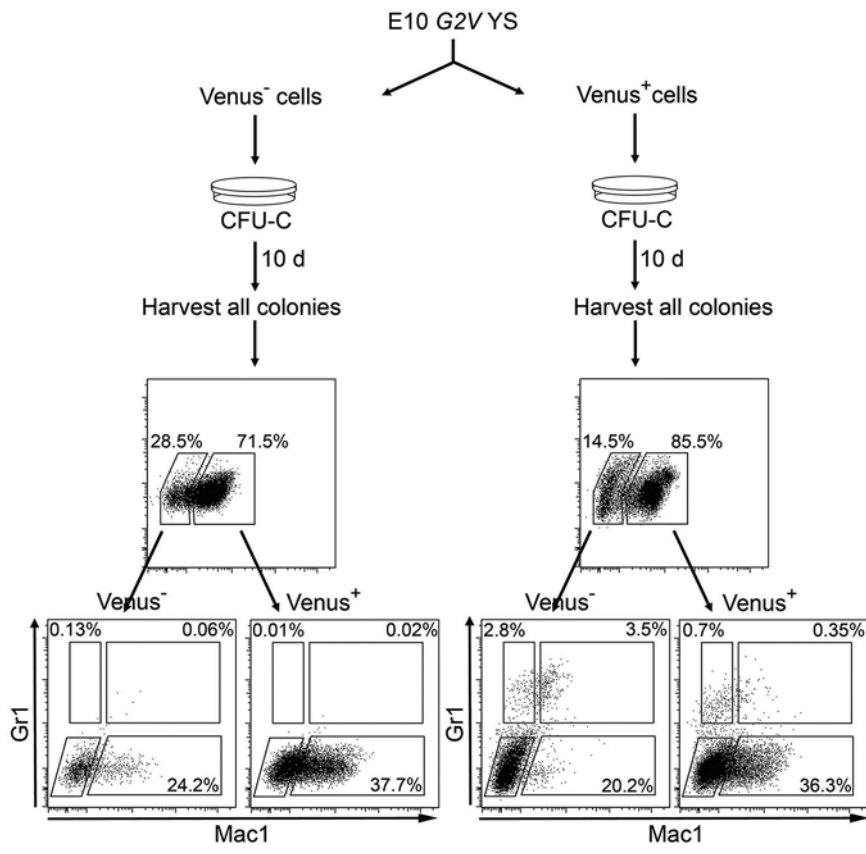 E10 G2V YS
Venus⁻ cells
Venus⁺ cells
CFU-C
CFU-C
10 d
10 d
Harvest all colonies
Harvest all colonies
28.5% 71.5%
14.5% 85.5%
Venus⁻ Venus⁺
Venus⁻ Venus⁺
0.13% 0.06%
0.01% 0.02%
2.8% 3.5%
0.7% 0.35%
Gr1
Gr1
24.2%
37.7%
20.2%
36.3%
Mac1
Mac1